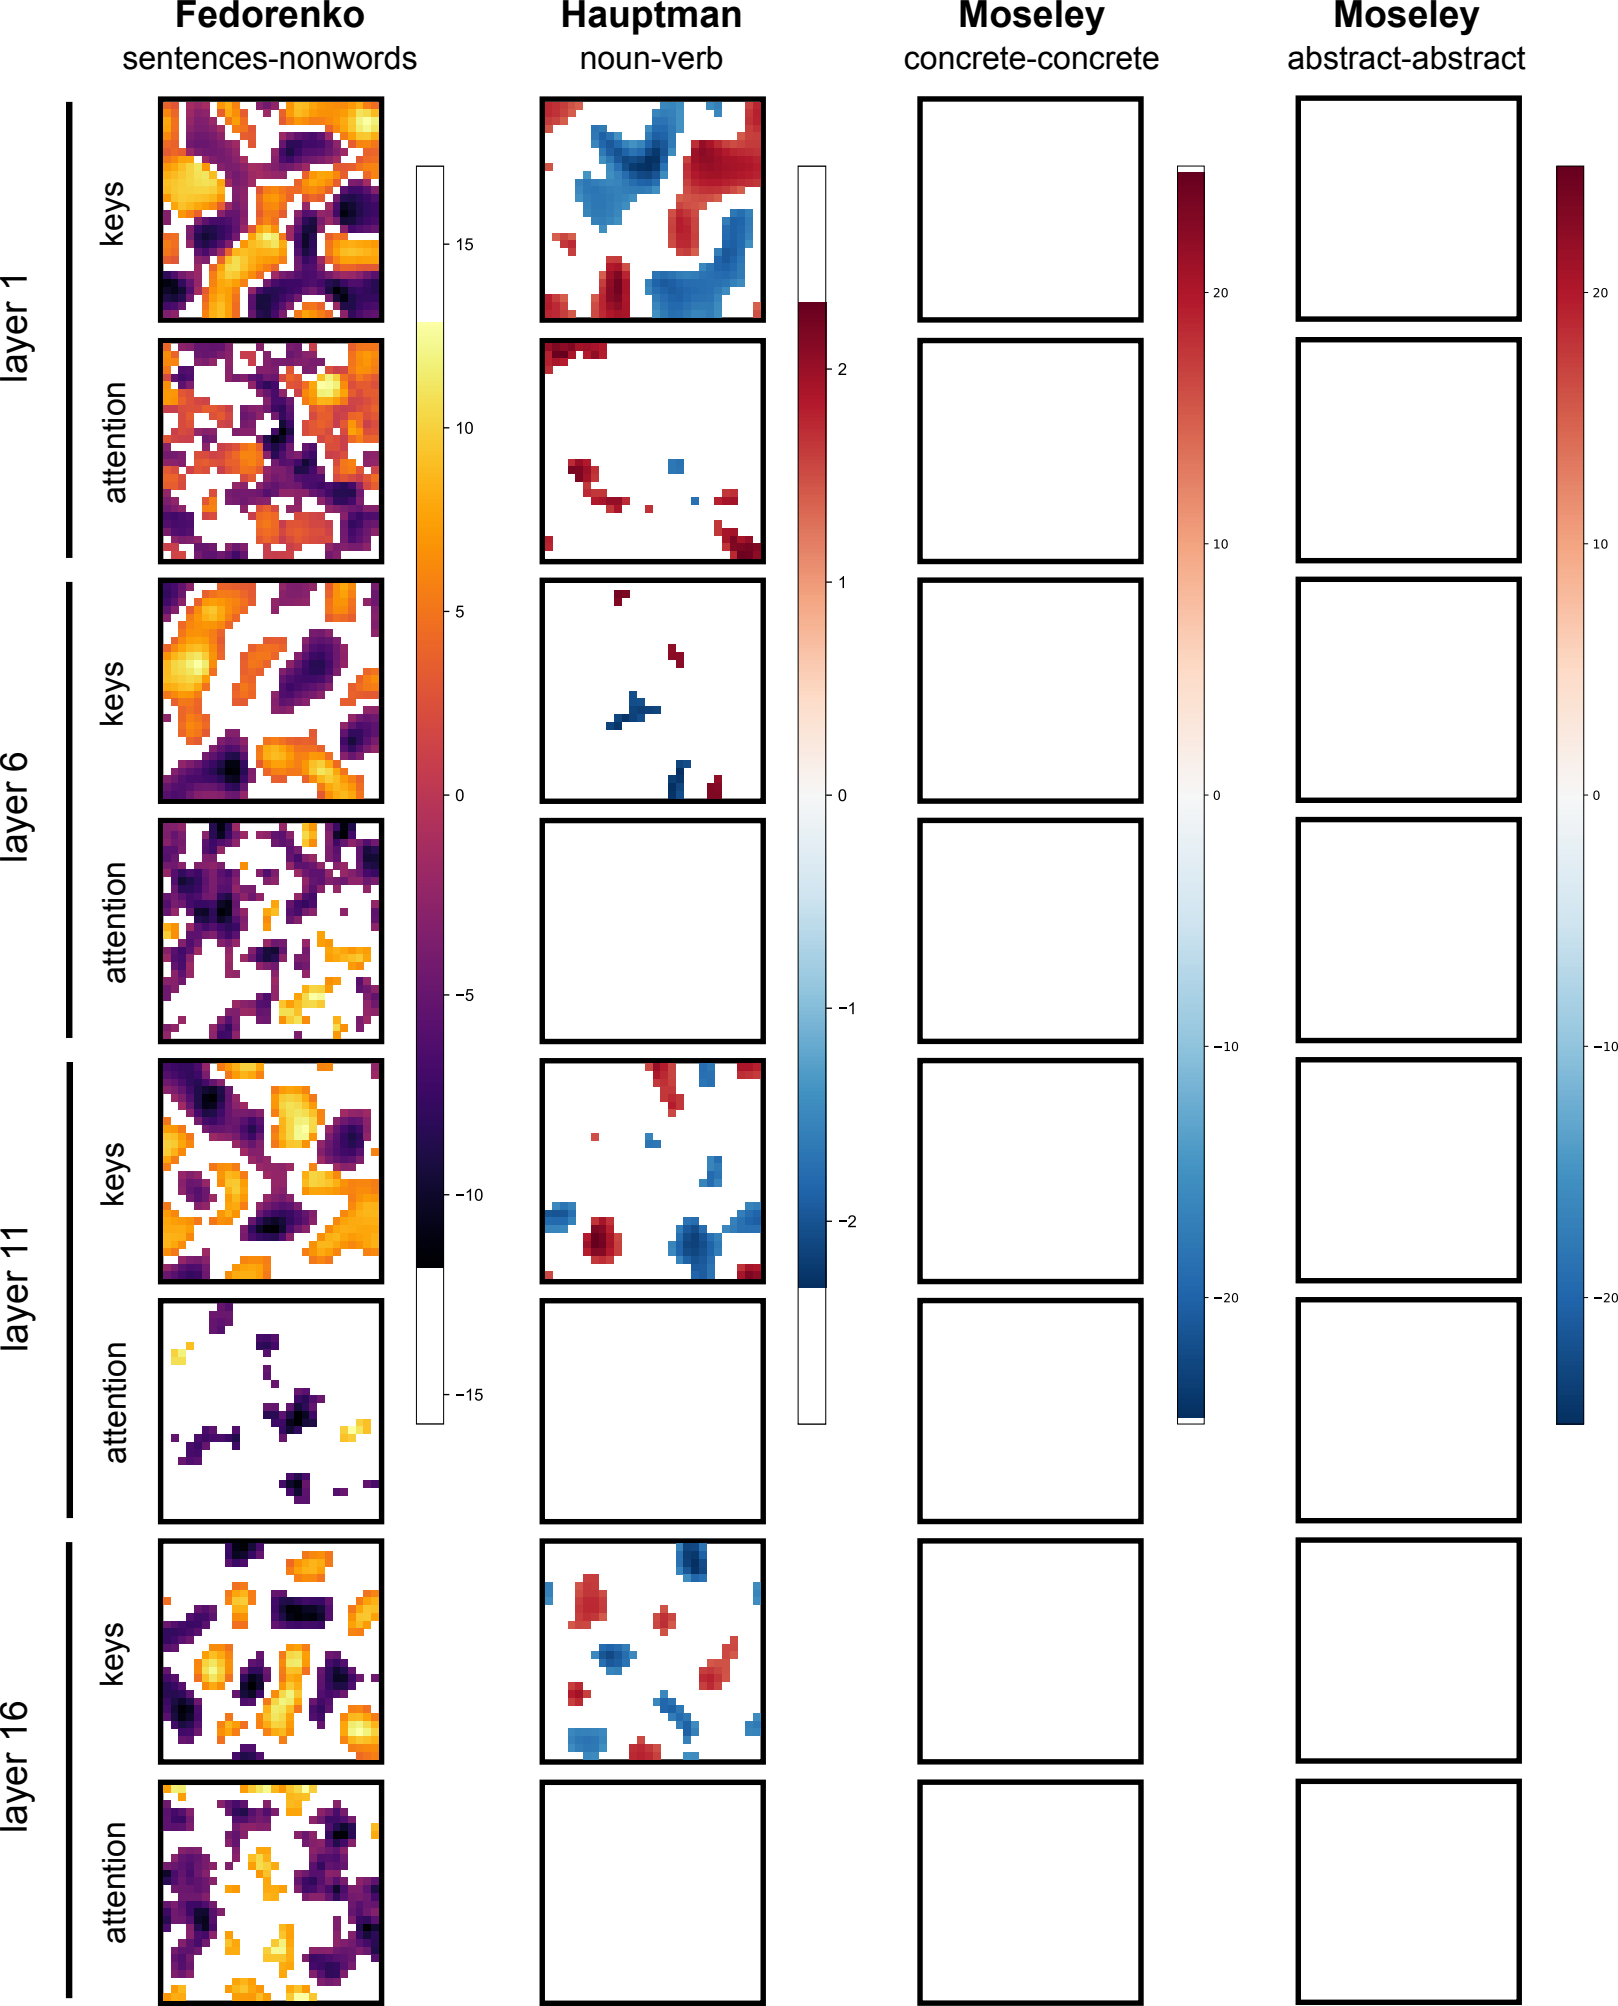 Fedorenko
sentences-nonwords
Hauptman
noun-verb
Moseley
concrete-concrete
Moseley
abstract-abstract
layer 1
keys
attention
layer 6
keys
attention
layer 11
keys
attention
layer 16
keys
attention
15
10
5
0
−5
−10
−15
2
1
0
−1
−2
20
10
0
−10
−20
20
10
0
−10
−20